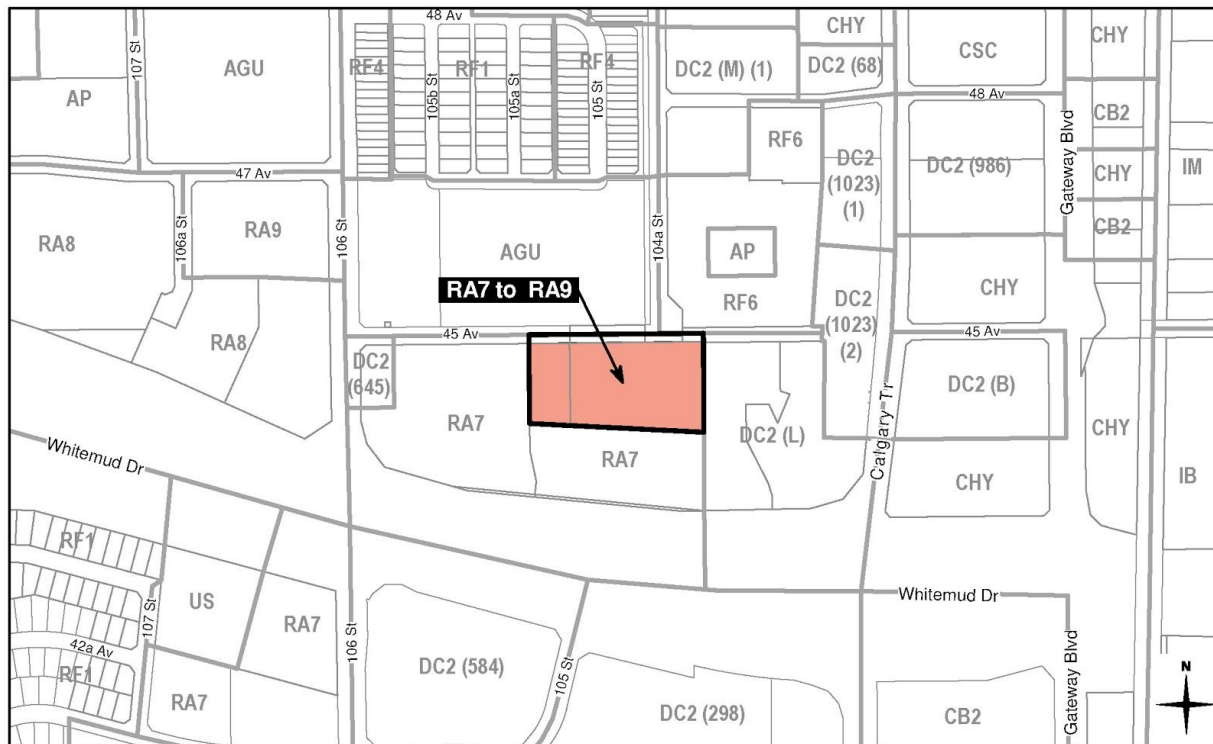 48 Av
CHY
CSC
CHY
107 St
AP
AGU
RF4
105b St
RF1
105a St
RF4
105 St
DC2 (M) (1)
DC2 (68)
48 Av
CB2
Gateway Blvd
RF6
DC2
(1023)
(1)
DC2 (986)
CHY
IM
47 Av
RA8
106a St
RA9
106 St
AGU
104a St
AP
CB2
RF6
CHY
RA7 to RA9
DC2
(1023)
(2)
RA8
45 Av
45 Av
DC2
(645)
RA7
RA7
DC2 (L)
Calgary Tr
DC2 (B)
CHY
CHY
IB
Whitemud Dr
RF1
US
107 St
RA7
42a Av
RF1
RA7
106 St
DC2 (584)
105 St
Whitemud Dr
DC2 (298)
CB2
Gateway Blvd
N